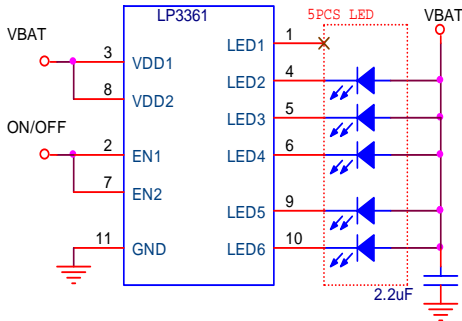 LP3361
5PCS LED
VBAT
VBAT
1
LED1
3
VDD1
4
LED2
8
VDD2
5
LED3
ON/OFF
2
EN1
6
LED4
7
EN2
9
LED5
11
GND
10
LED6
2.2uF